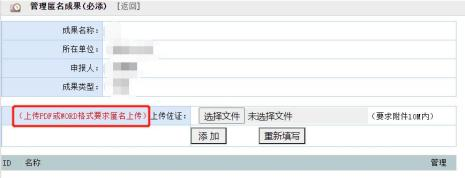 管理匿名成果(必添) [返回]
成果名称:
所在单位:
申报人:
成果类型:
(上传PDF或WORD格式要求匿名上传) 上传佐证: 选择文件 未选择文件 (要求附件10M内)
添 加 重新填写
ID 名称 管理